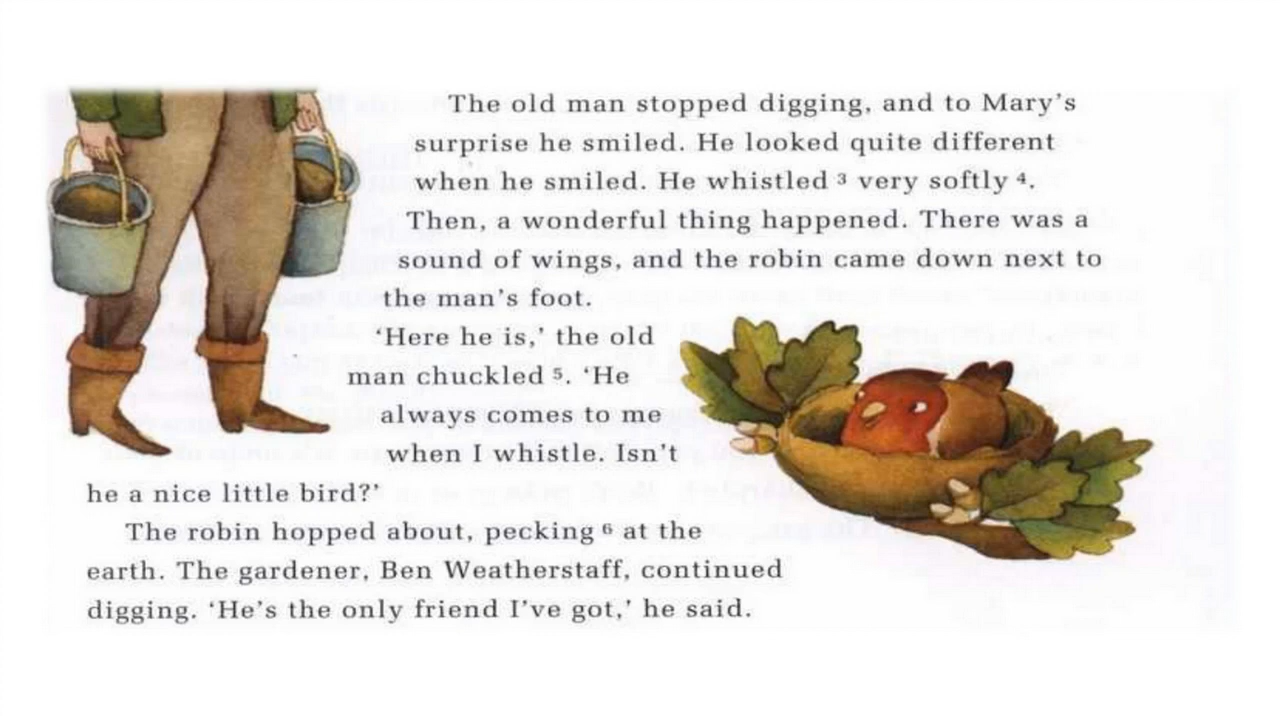 The old man stopped digging, and to Mary's
surprise he smiled. He looked quite different
when he smiled. He whistled ³ very softly ⁴.
Then, a wonderful thing happened. There was a
sound of wings, and the robin came down next to
the man's foot.
‘Here he is,’ the old
man chuckled ⁵. ‘He
always comes to me
when I whistle. Isn't
he a nice little bird?’
The robin hopped about, pecking ⁶ at the
earth. The gardener, Ben Weatherstaff, continued
digging. ‘He's the only friend I've got,’ he said.